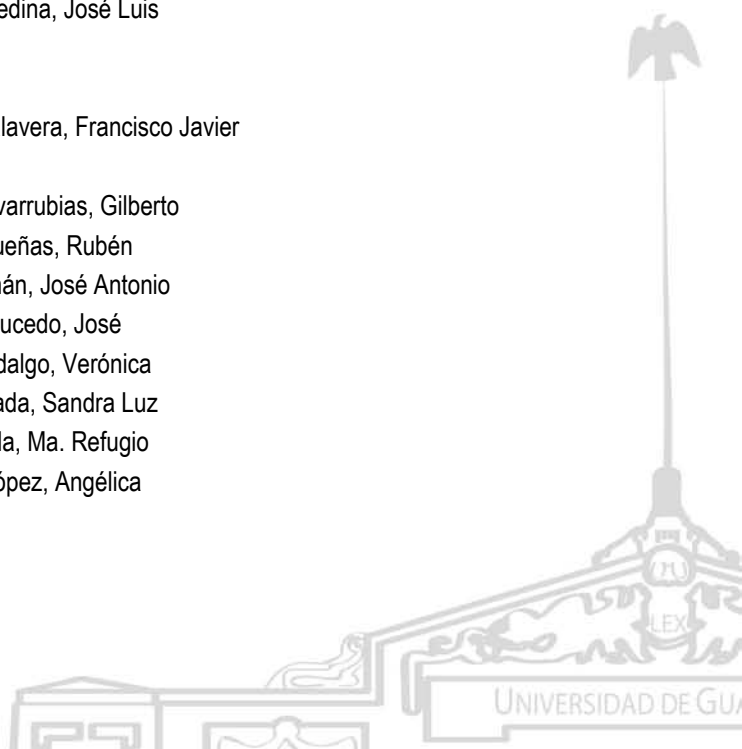 edina, José Luis
lavera, Francisco Javier
varrubias, Gilberto
ueñas, Rubén
án, José Antonio
ucedo, José
dalgo, Verónica
ada, Sandra Luz
la, Ma. Refugio
ópez, Angélica
LEX
UNIVERSIDAD DE GUA